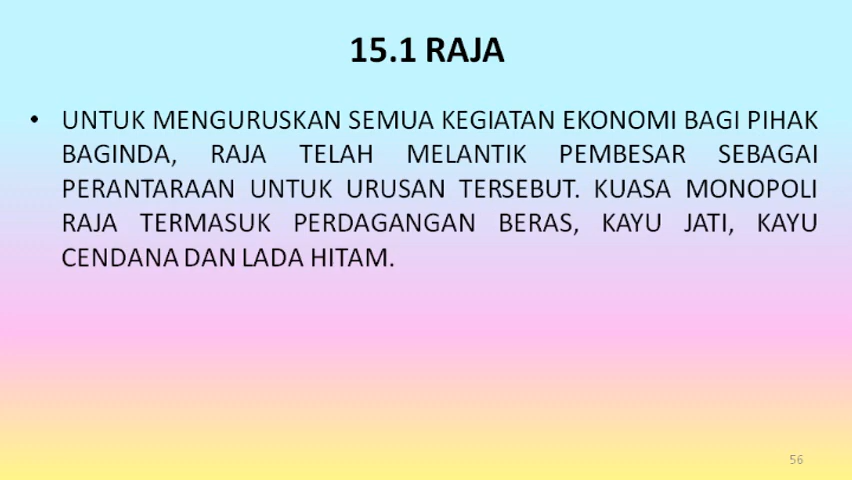 15.1 RAJA
• UNTUK MENGURUSKAN SEMUA KEGIATAN EKONOMI BAGI PIHAK
BAGINDA, RAJA TELAH MELANTIK PEMBESAR SEBAGAI
PERANTARAAN UNTUK URUSAN TERSEBUT. KUASA MONOPOLI
RAJA TERMASUK PERDAGANGAN BERAS, KAYU JATI, KAYU
CENDANA DAN LADA HITAM.
56